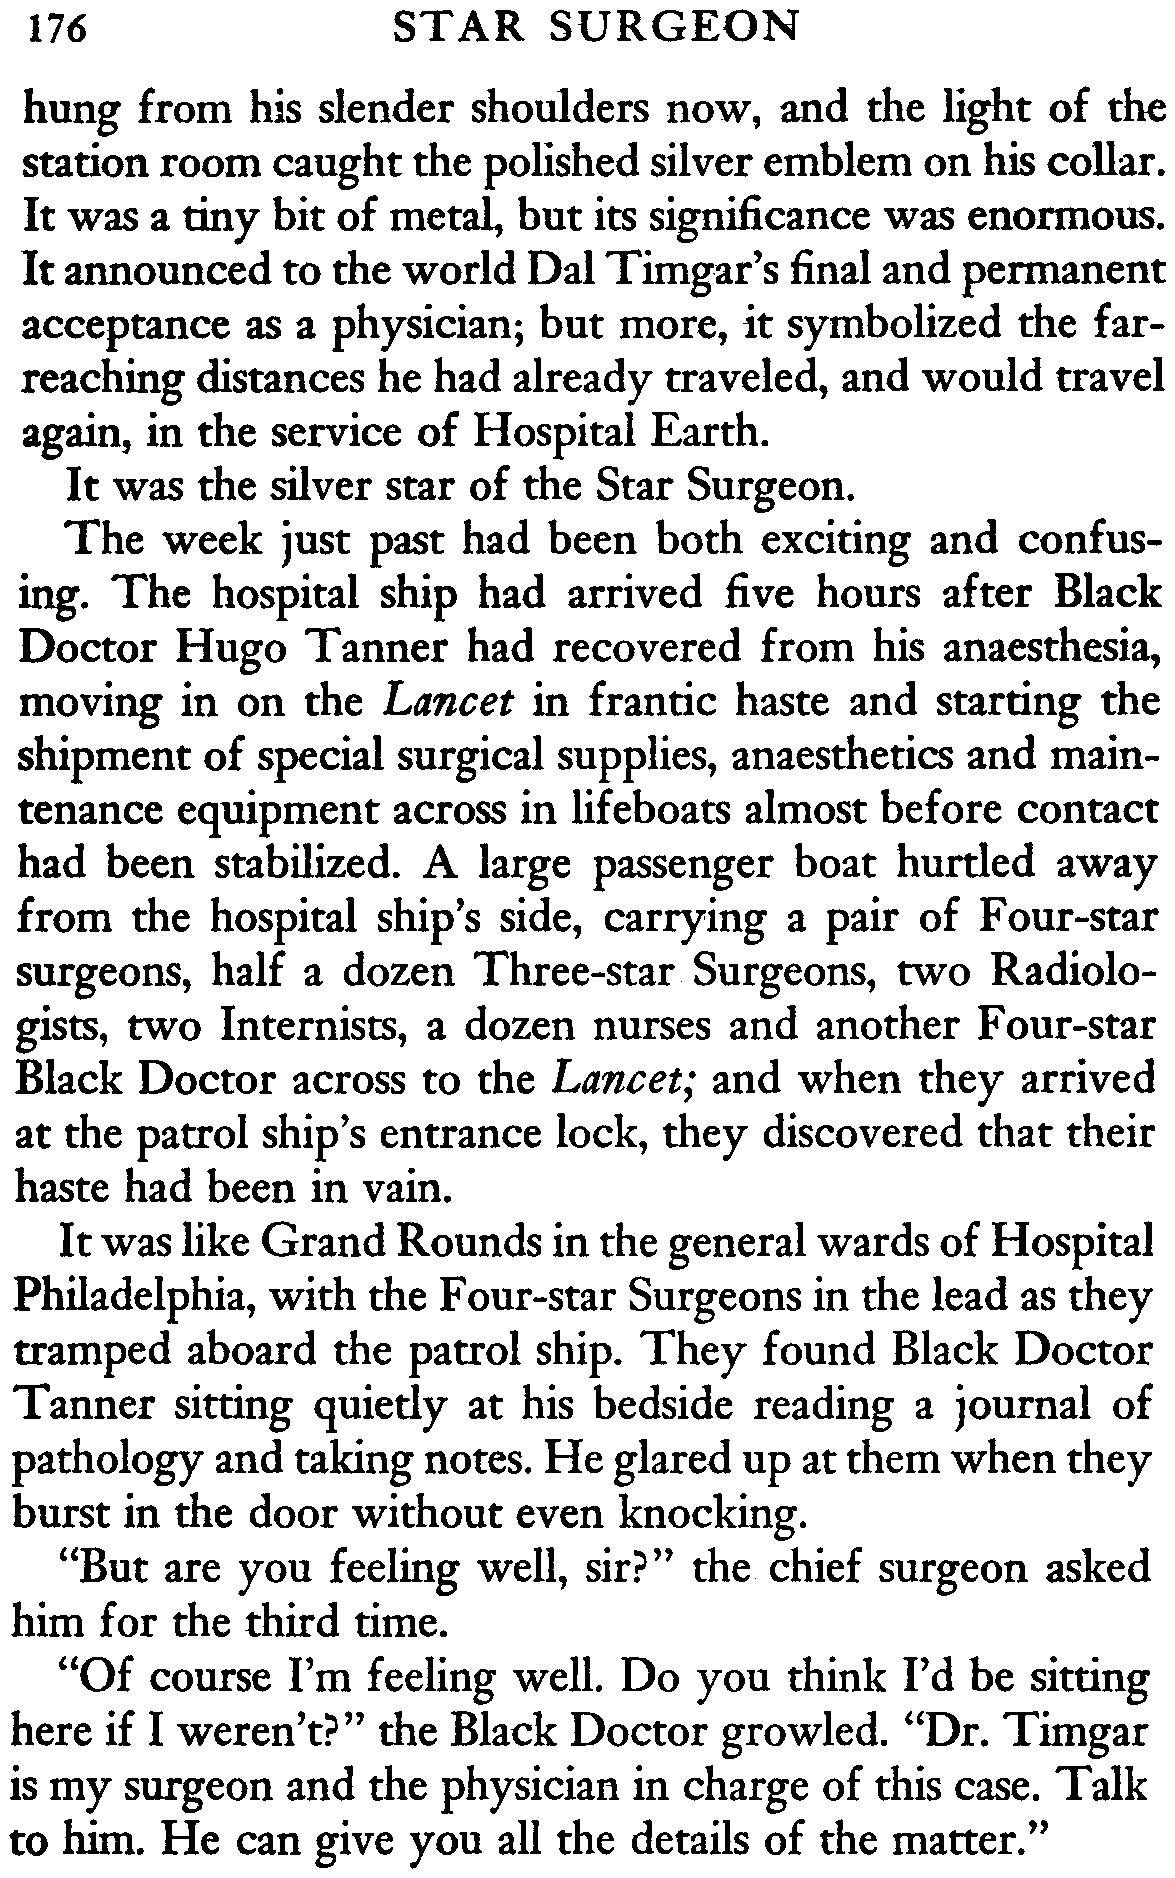 176 STAR SURGEON
hung from his slender shoulders now, and the light of the
station room caught the polished silver emblem on his collar.
It was a tiny bit of metal, but its significance was enormous.
It announced to the world Dal Timgar's final and permanent
acceptance as a physician; but more, it symbolized the far-
reaching distances he had already traveled, and would travel
again, in the service of Hospital Earth.
It was the silver star of the Star Surgeon.
The week just past had been both exciting and confus-
ing. The hospital ship had arrived five hours after Black
Doctor Hugo Tanner had recovered from his anaesthesia,
moving in on the Lancet in frantic haste and starting the
shipment of special surgical supplies, anaesthetics and main-
tenance equipment across in lifeboats almost before contact
had been stabilized. A large passenger boat hurtled away
from the hospital ship's side, carrying a pair of Four-star
surgeons, half a dozen Three-star Surgeons, two Radiolo-
gists, two Internists, a dozen nurses and another Four-star
Black Doctor across to the Lancet; and when they arrived
at the patrol ship's entrance lock, they discovered that their
haste had been in vain.
It was like Grand Rounds in the general wards of Hospital
Philadelphia, with the Four-star Surgeons in the lead as they
tramped aboard the patrol ship. They found Black Doctor
Tanner sitting quietly at his bedside reading a journal of
pathology and taking notes. He glared up at them when they
burst in the door without even knocking.
“But are you feeling well, sir?” the chief surgeon asked
him for the third time.
“Of course I'm feeling well. Do you think I'd be sitting
here if I weren't?” the Black Doctor growled. “Dr. Timgar
is my surgeon and the physician in charge of this case. Talk
to him. He can give you all the details of the matter.”